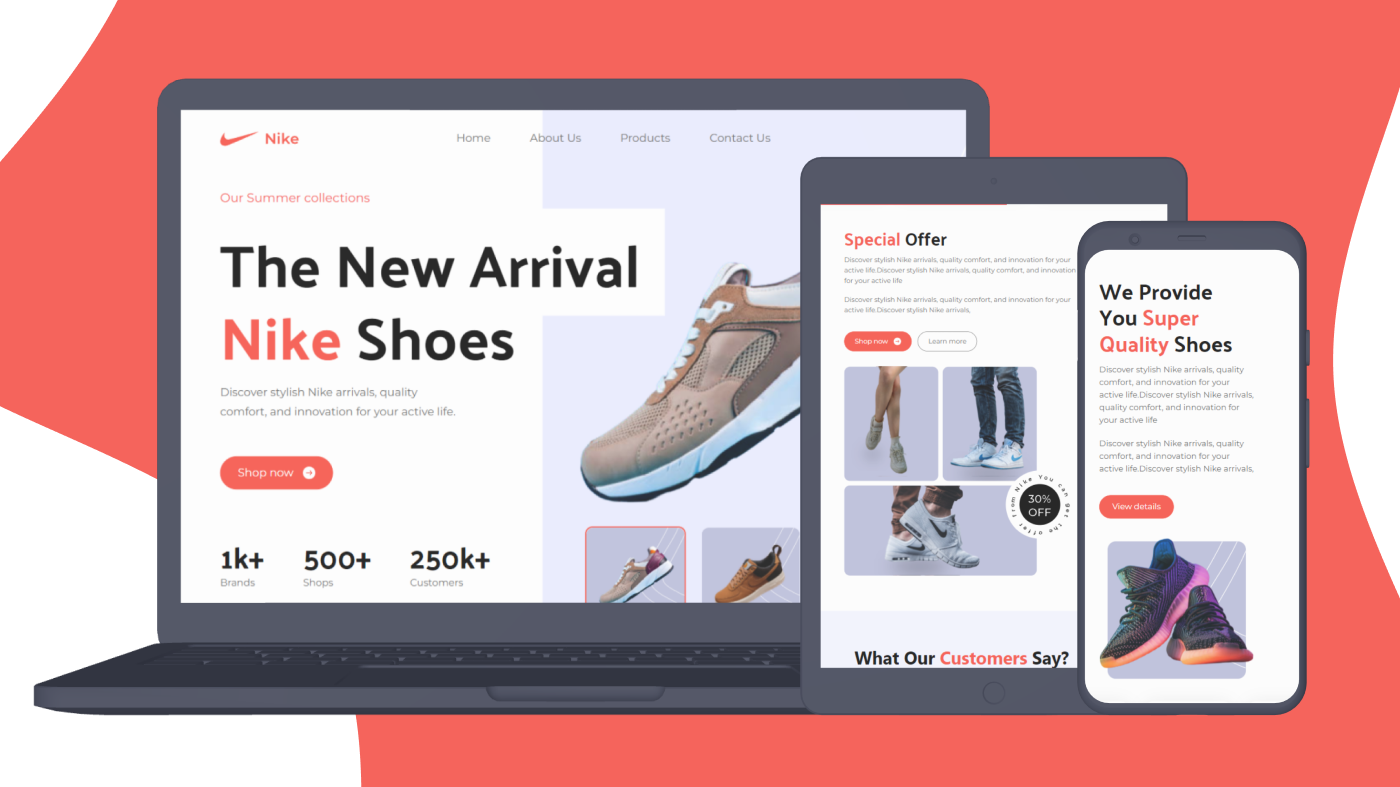 Nike
Home About Us Products Contact Us
Our Summer collections
The New Arrival
Nike Shoes
Discover stylish Nike arrivals, quality
comfort, and innovation for your active life.
Shop now
1k+ 500+ 250k+
Brands Shops Customers
Special Offer
Discover stylish Nike arrivals, quality comfort, and innovation for your
active life.Discover stylish Nike arrivals, quality comfort, and innovation
for your active life
Discover stylish Nike arrivals, quality comfort, and innovation for your
active life.Discover stylish Nike arrivals,
Shop now Learn more
You can get the offer from Nike
30%
OFF
What Our Customers Say?
We Provide
You Super
Quality Shoes
Discover stylish Nike arrivals, quality
comfort, and innovation for your
active life.Discover stylish Nike arrivals,
quality comfort, and innovation for
your active life
Discover stylish Nike arrivals, quality
comfort, and innovation for your
active life.Discover stylish Nike arrivals,
View details